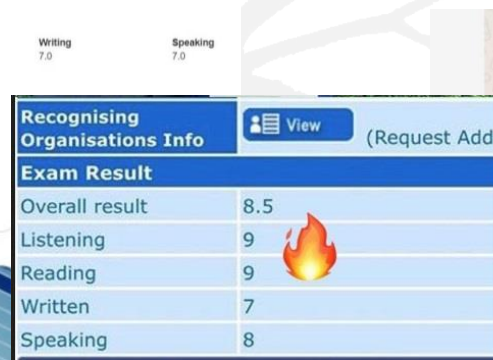 Writing Speaking
7.0 7.0
Recognising
Organisations Info
View
(Request Add
Exam Result
Overall result 8.5
Listening 9
Reading 9
Written 7
Speaking 8